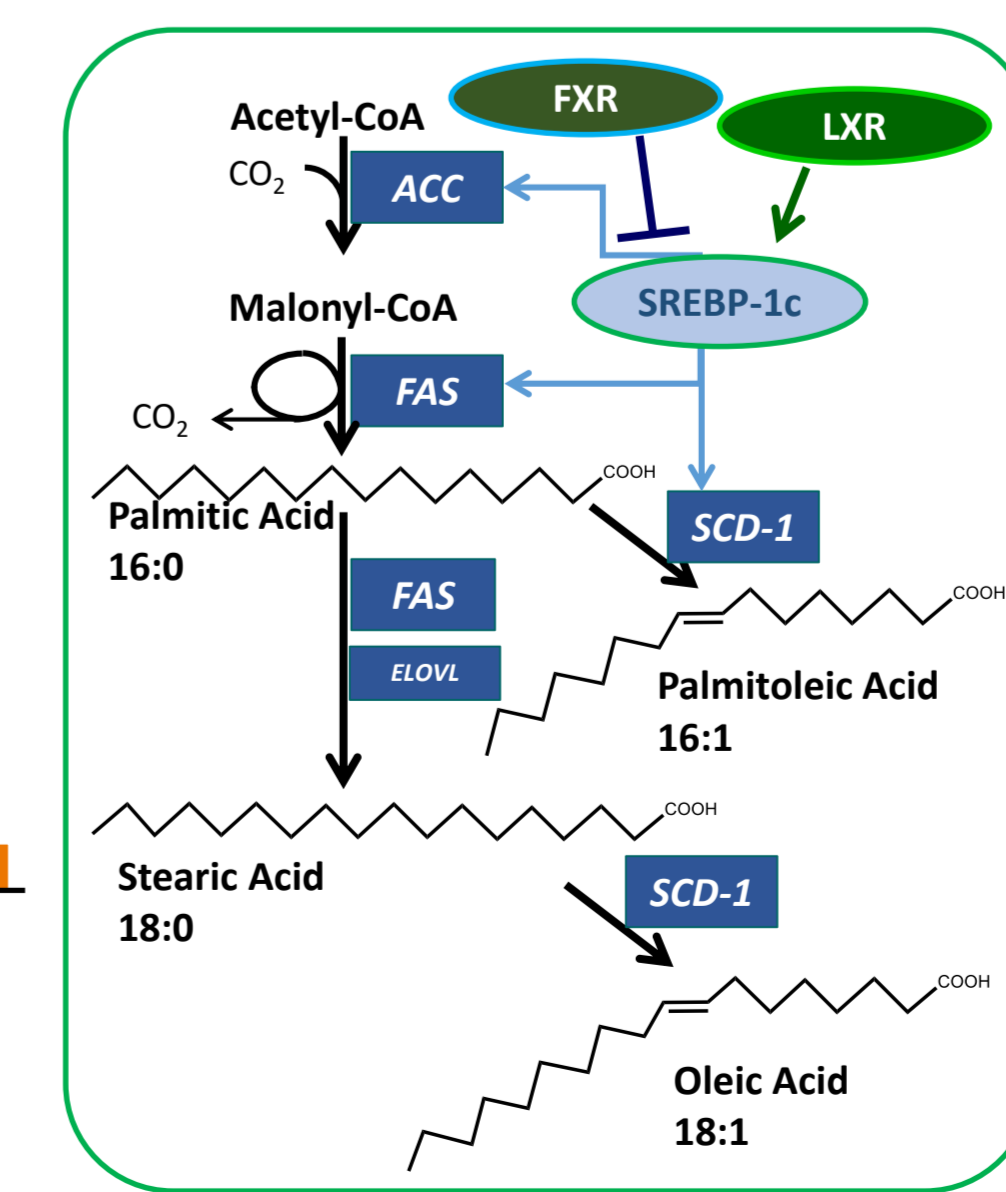 FXR
LXR
Acetyl-CoA
CO₂
ACC
SREBP-1c
Malonyl-CoA
FAS
CO₂
COOH
Palmitic Acid
16:0
SCD-1
FAS
ELOVL
COOH
Palmitoleic Acid
16:1
COOH
Stearic Acid
18:0
SCD-1
COOH
Oleic Acid
18:1